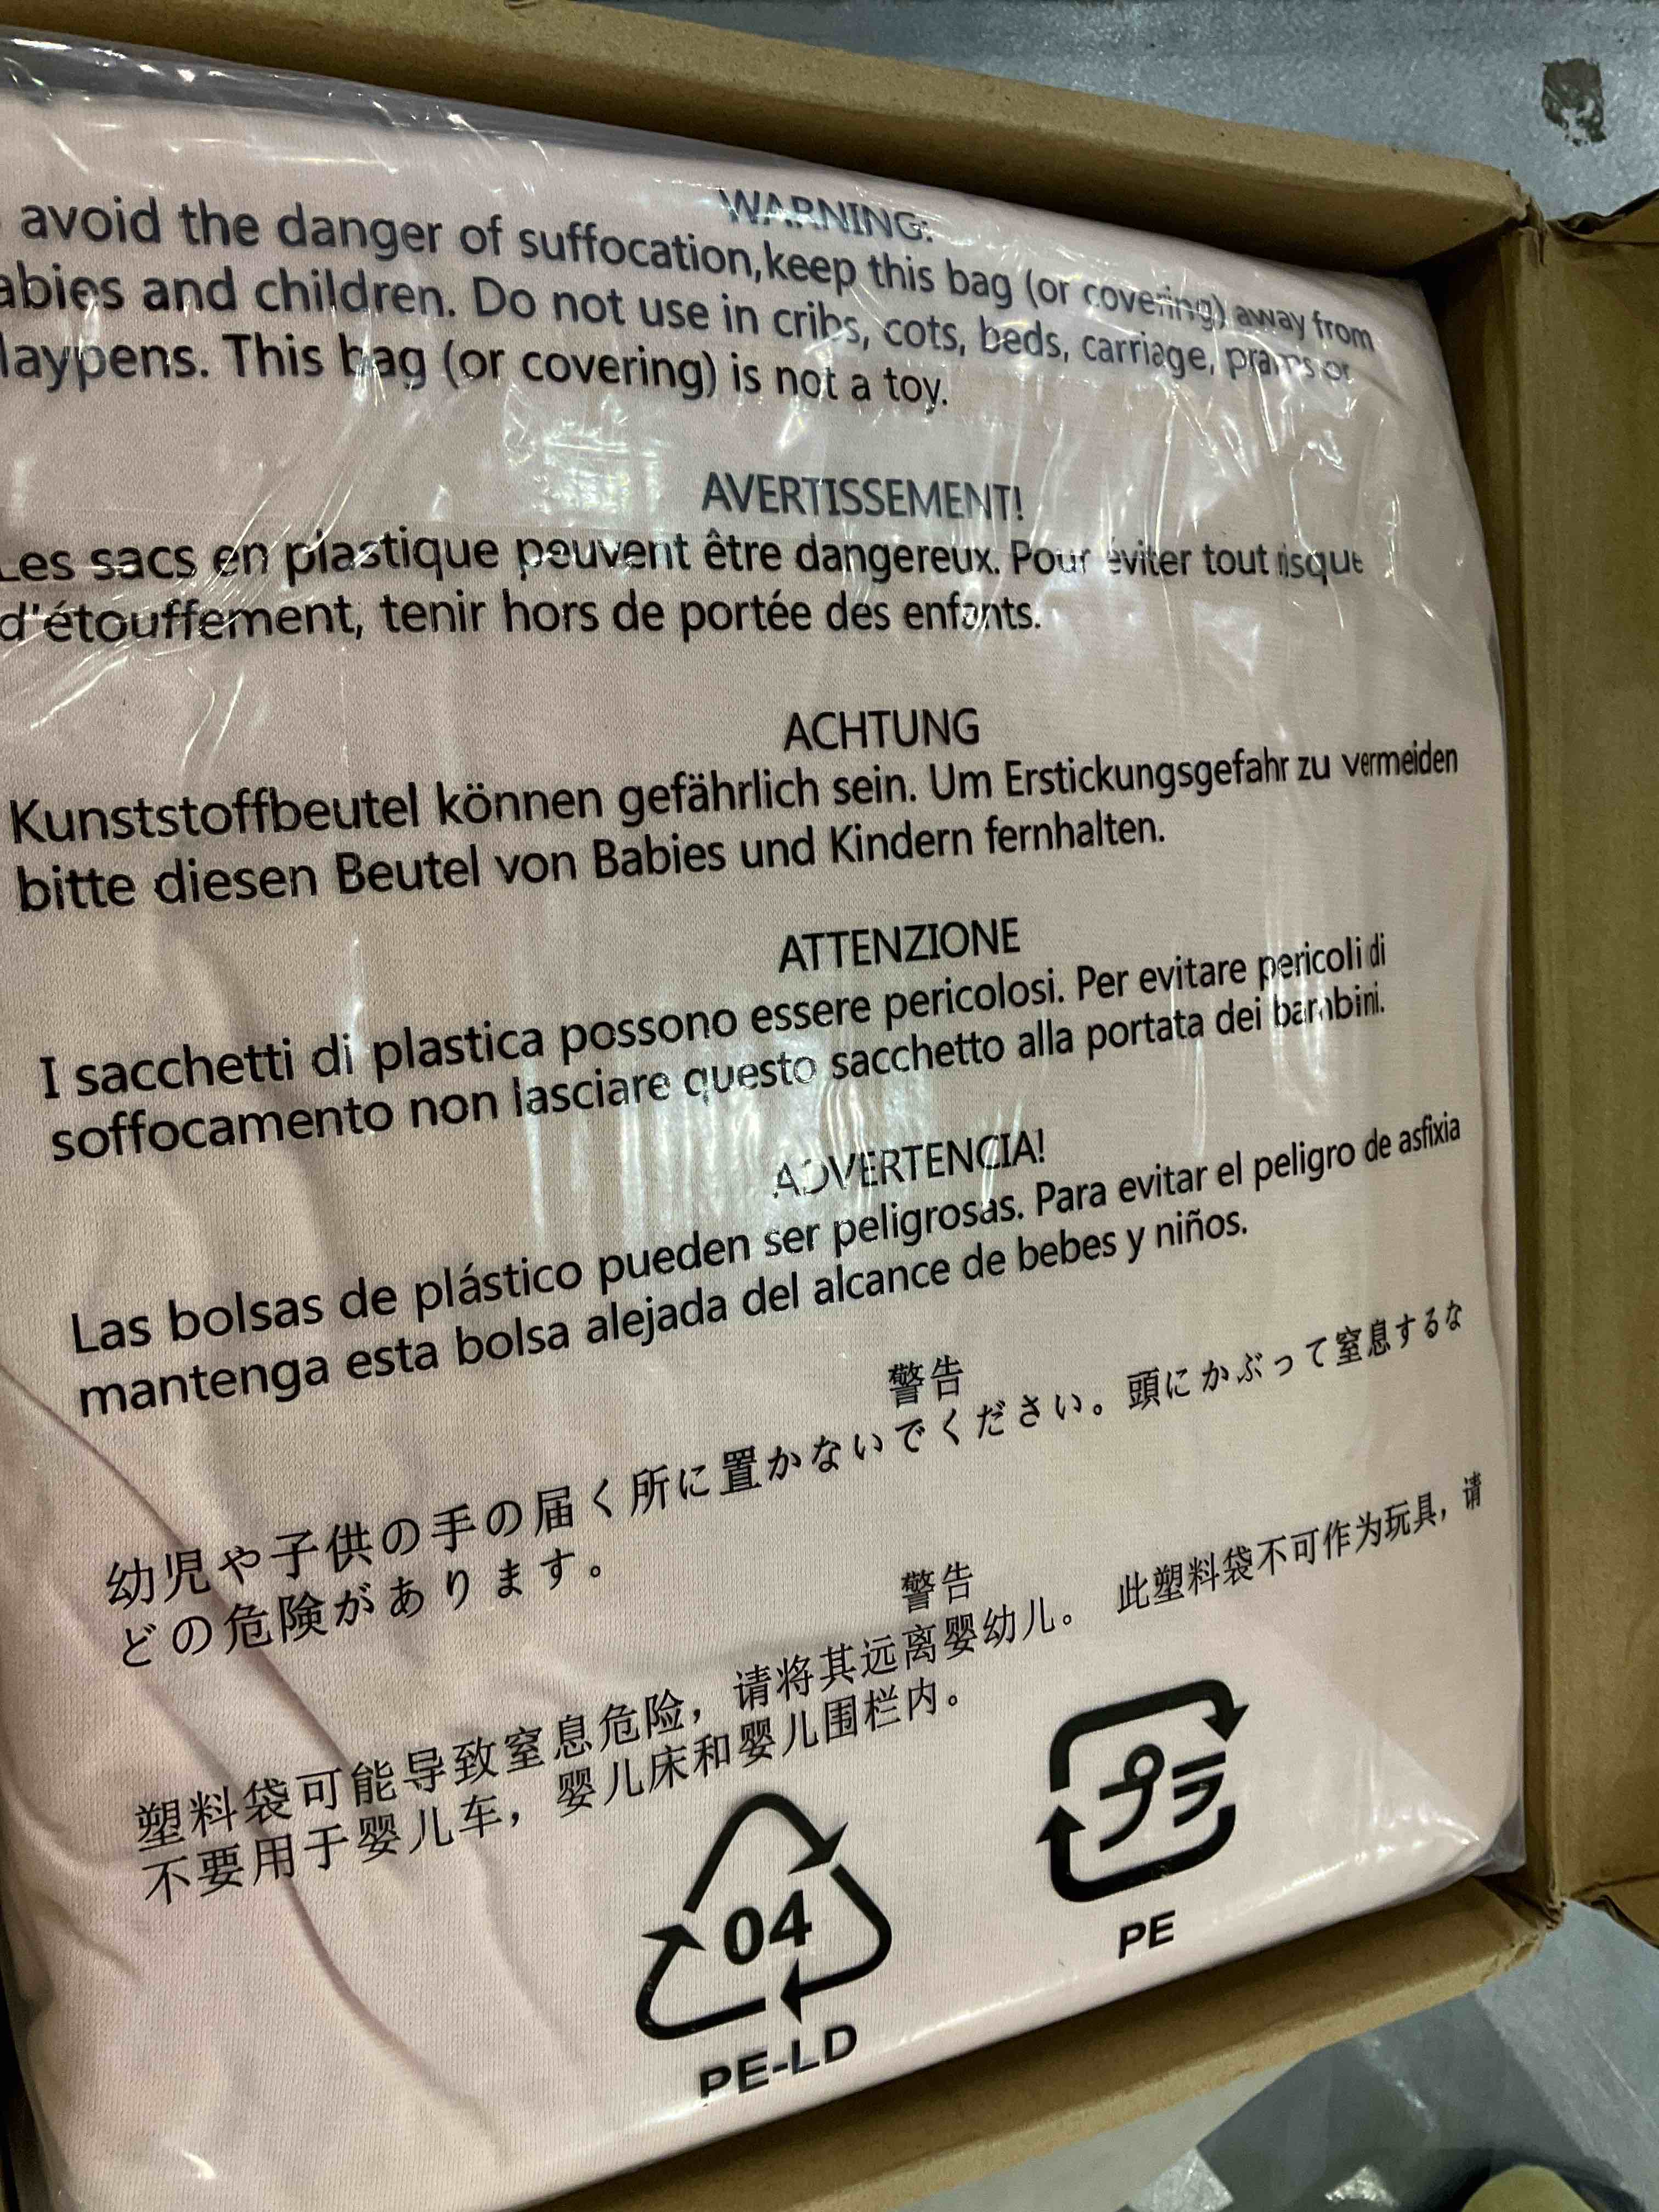 WARNING:
avoid the danger of suffocation,keep this bag (or covering) away from
abies and children. Do not use in cribs, cots, beds, carriage, prams or
laypens. This bag (or covering) is not a toy.
AVERTISSEMENT!
Les sacs en plastique peuvent être dangereux. Pour éviter tout risque
d'étouffement, tenir hors de portée des enfants.
ACHTUNG
Kunststoffbeutel können gefährlich sein. Um Erstickungsgefahr zu vermeiden
bitte diesen Beutel von Babies und Kindern fernhalten.
ATTENZIONE
I sacchetti di plastica possono essere pericolosi. Per evitare pericoli di
soffocamento non lasciare questo sacchetto alla portata dei bambini.
ADVERTENCIA!
Las bolsas de plástico pueden ser peligrosas. Para evitar el peligro de asfixia
mantenga esta bolsa alejada del alcance de bebes y niños.
警告
幼児や子供の手の届く所に置かないでください。頭にかぶって窒息するな
どの危険があります。
警告
塑料袋可能导致窒息危险，请将其远离婴幼儿。 此塑料袋不可作为玩具，请
不要用于婴儿车，婴儿床和婴儿围栏内。
04
PE-LD
プラ
PE